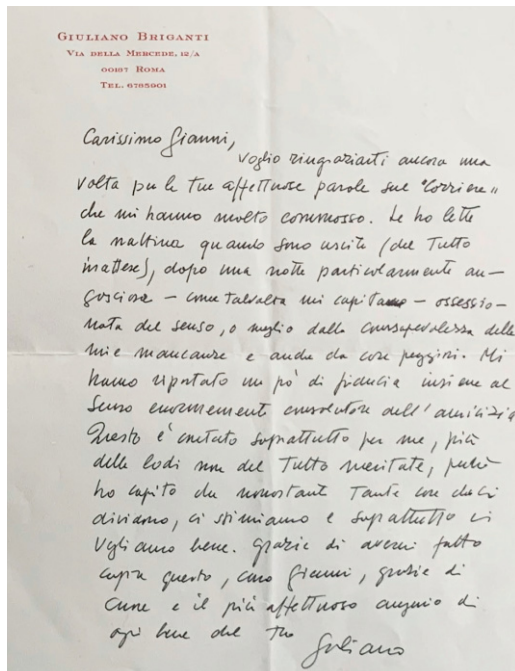 GIULIANO BRIGANTI
VIA DELLA MERCEDE, 12/A
00187 ROMA
TEL. 6785901
Carissimo Gianni,
voglio ringraziarti ancora una
volta per le tue affettuose parole sul "Corriere"
che mi hanno molto commosso. Le ho lette
la mattina quando sono uscite (del tutto
inattese), dopo una notte particolarmente an-
gosciosa - come talvolta mi capita - ossessio-
nata dal senso, o meglio dalla consapevolezza delle
mie mancanze e anche da cose peggiori. Mi
hanno riportato un pò di fiducia insieme al
senso enormemente consolatore dell'amicizia
Questo è contato soprattutto per me, più
delle lodi non del tutto meritate, perché
ho capito che nonostante tante cose che ci
dividono, ci stimiamo e soprattutto ci
vogliamo bene. Grazie di avermi fatto
capire questo, caro Gianni, grazie di
cuore e il più affettuoso augurio di
ogni bene dal tuo
Giuliano